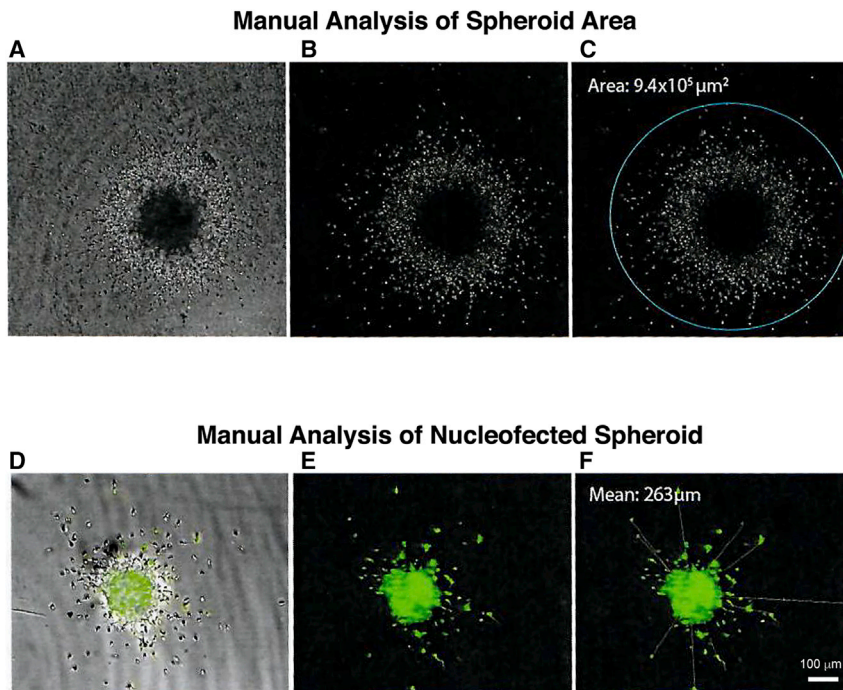 Manual Analysis of Spheroid Area
A
B
C
Area: 9.4x10⁵ µm²
Manual Analysis of Nucleofected Spheroid
D
E
F
Mean: 263µm
100 µm